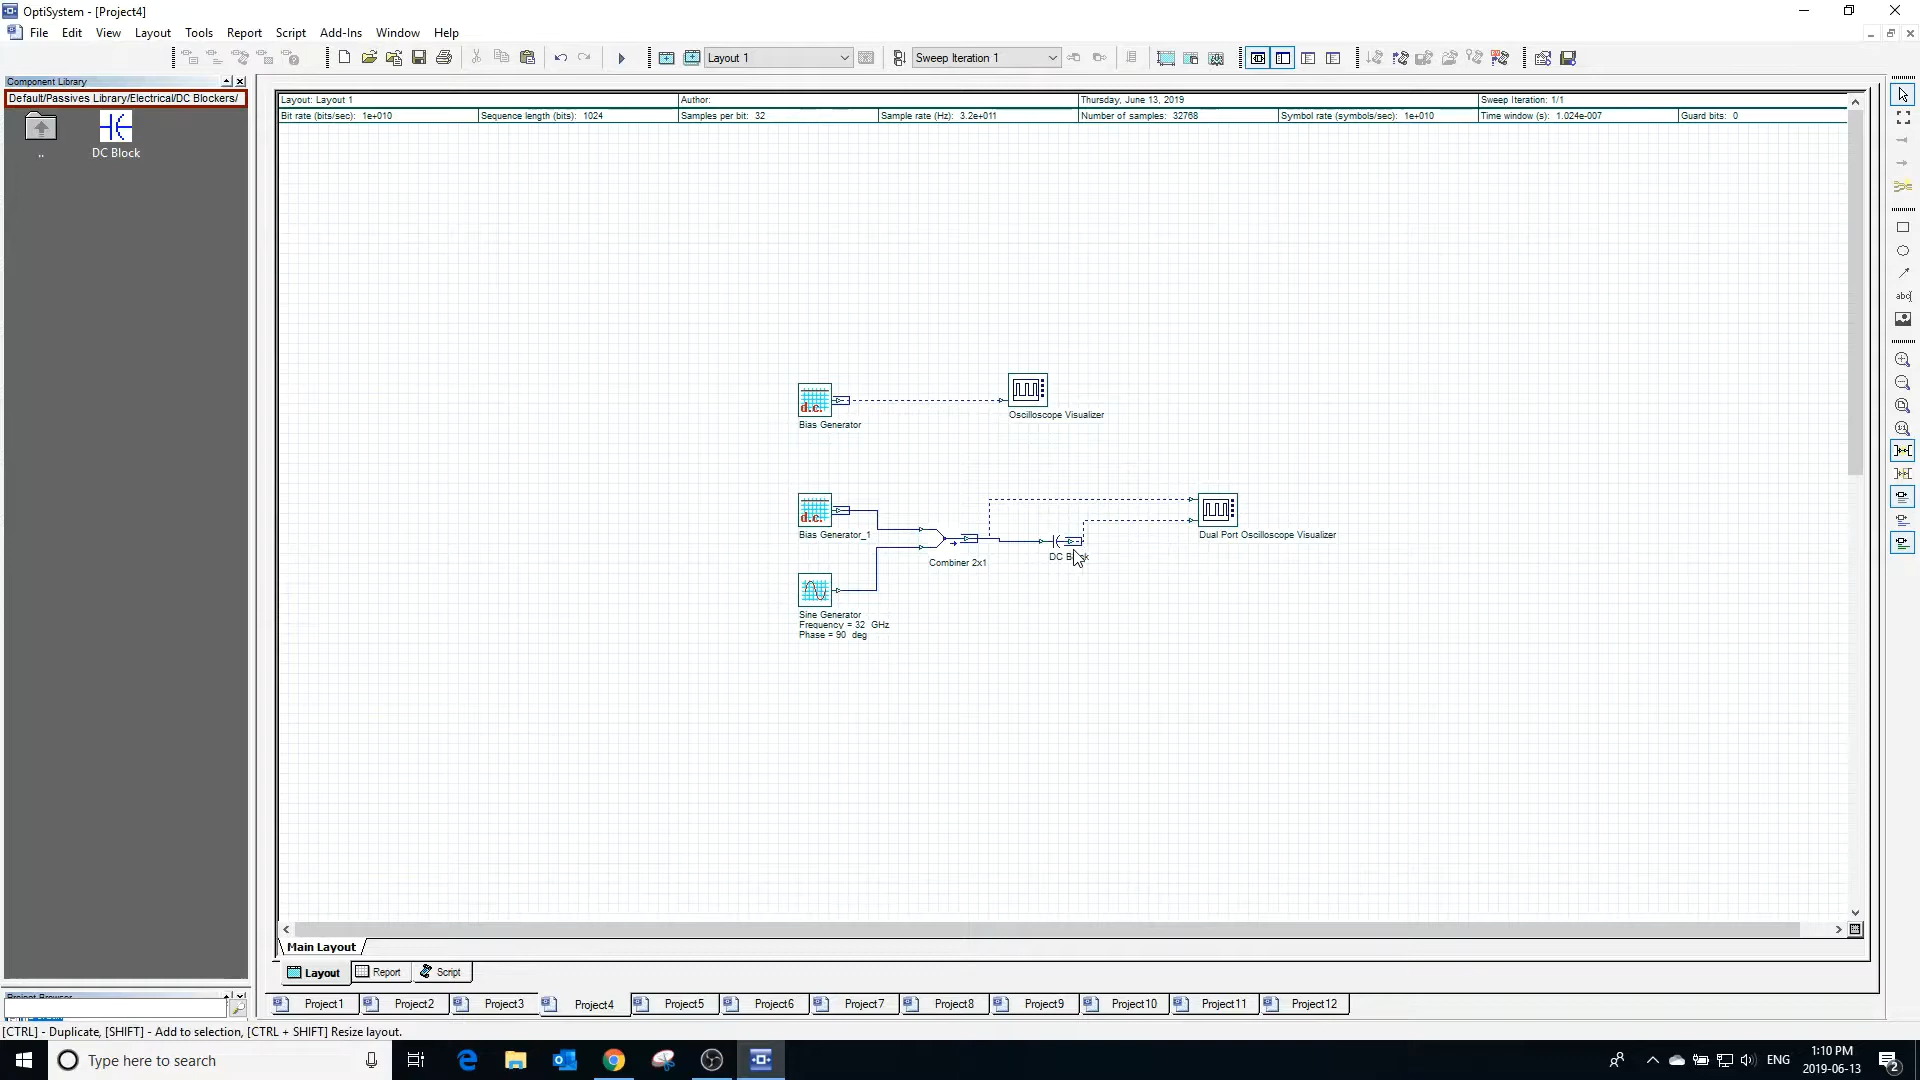 OptiSystem - [Project4]
File Edit View Layout Tools Report Script Add-Ins Window Help
Layout 1
Sweep Iteration 1
Component Library
Default/Passives Library/Electrical/DC Blockers/
..
DC Block
Layout: Layout 1
Author:
Thursday, June 13, 2019
Sweep Iteration: 1/1
Bit rate (bits/sec): 1e+010
Sequence length (bits): 1024
Samples per bit: 32
Sample rate (Hz): 3.2e+011
Number of samples: 32768
Symbol rate (symbols/sec): 1e+010
Time window (s): 1.024e-007
Guard bits: 0
d.c.
Bias Generator
Oscilloscope Visualizer
d.c.
Bias Generator_1
Combiner 2x1
DC
Dual Port Oscilloscope Visualizer
Sine Generator
Frequency = 32 GHz
Phase = 90 deg
abc
Main Layout
Layout
Report
Script
Project Browser
Project1
Project2
Project3
Project4
Project5
Project6
Project7
Project8
Project9
Project10
Project11
Project12
[CTRL] - Duplicate, [SHIFT] - Add to selection, [CTRL + SHIFT] Resize layout.
Type here to search
ENG
1:10 PM
2019-06-13
2